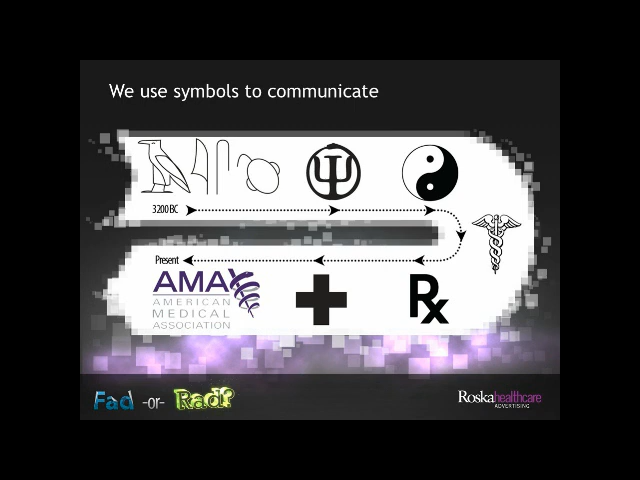 We use symbols to communicate
3200 BC
Present
AMA
AMERICAN
MEDICAL
ASSOCIATION
Rx
Fad -or- Rad?
Roskahealthcare
ADVERTISING